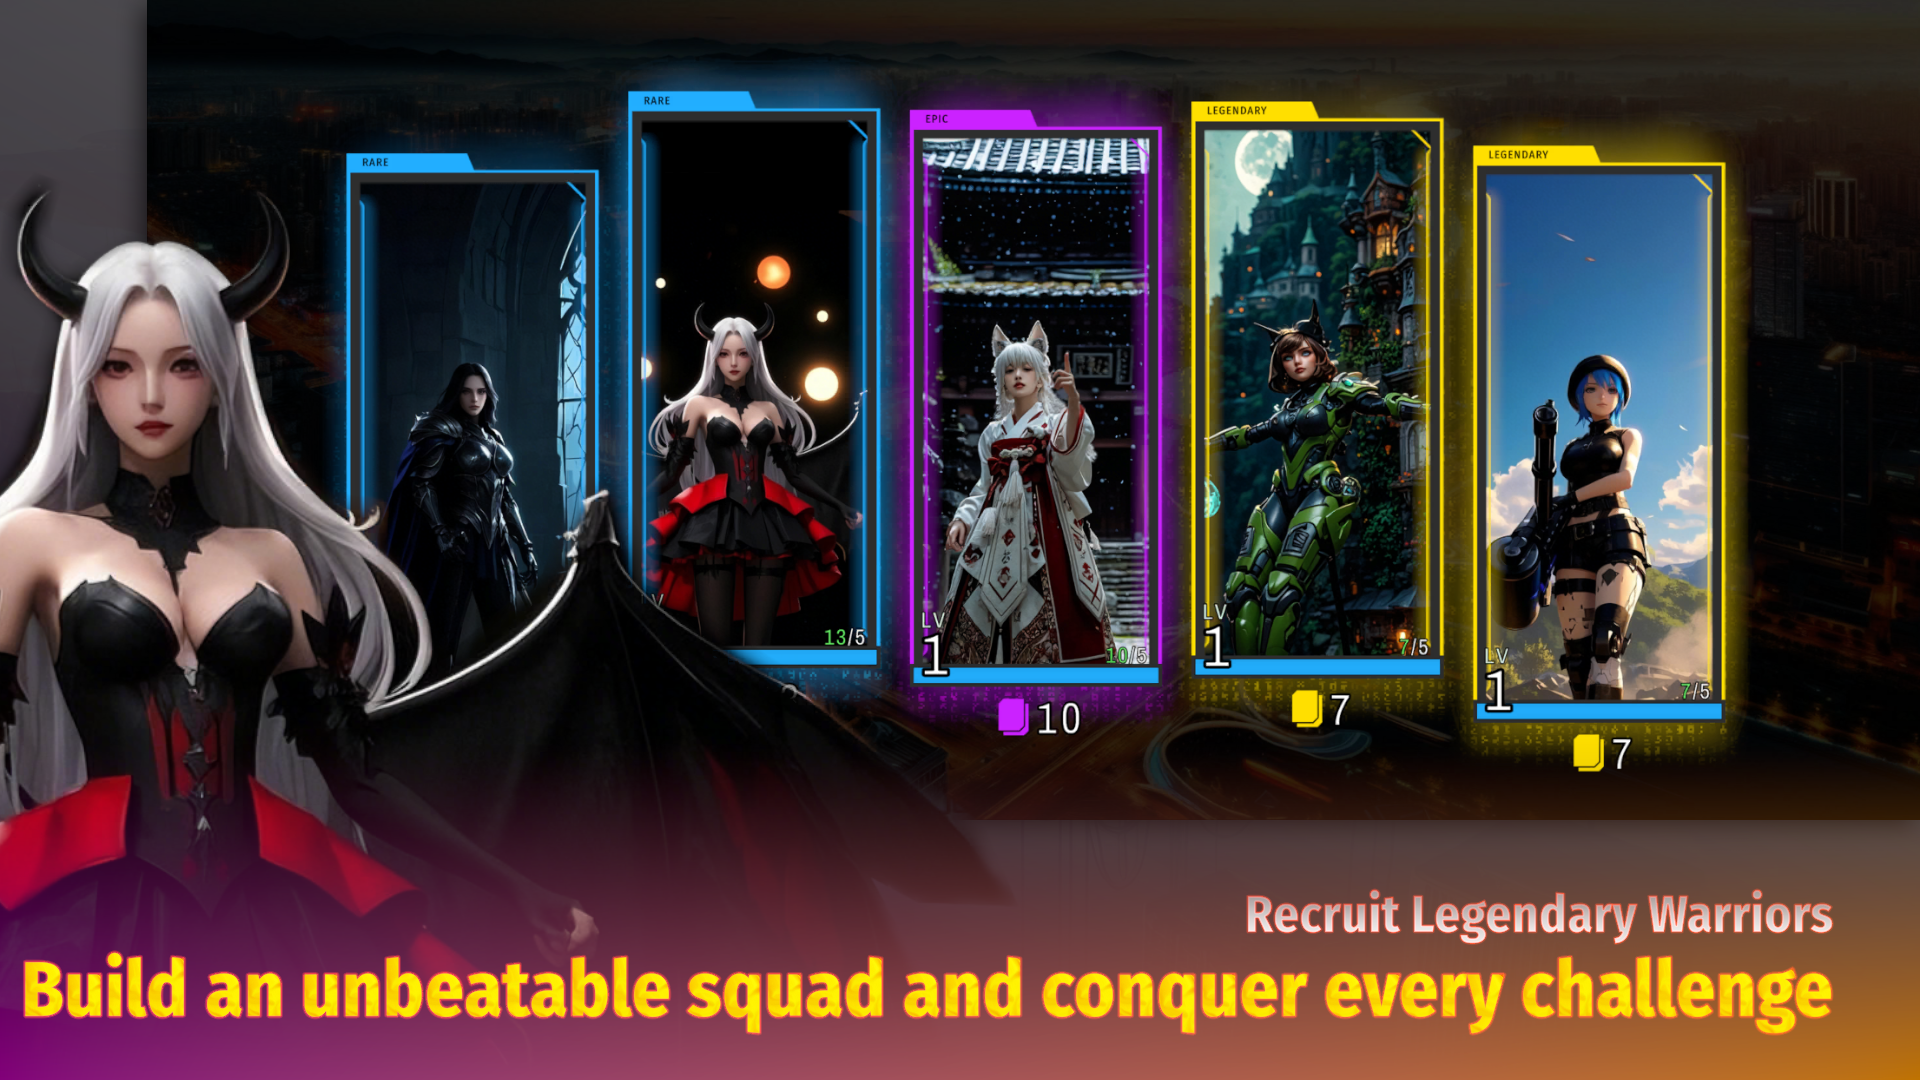 RARE
RARE
EPIC
LEGENDARY
LEGENDARY
13/5
LV
1
10/5
LV
1
7/5
LV
1
7/5
10
7
7
Recruit Legendary Warriors
Build an unbeatable squad and conquer every challenge